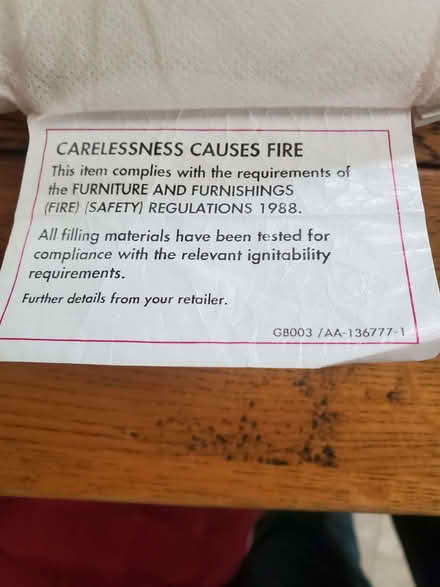 CARELESSNESS CAUSES FIRE
This item complies with the requirements of
the FURNITURE AND FURNISHINGS
(FIRE) (SAFETY) REGULATIONS 1988.
All filling materials have been tested for
compliance with the relevant ignitability
requirements.
Further details from your retailer.
GB003 /AA-136777-1